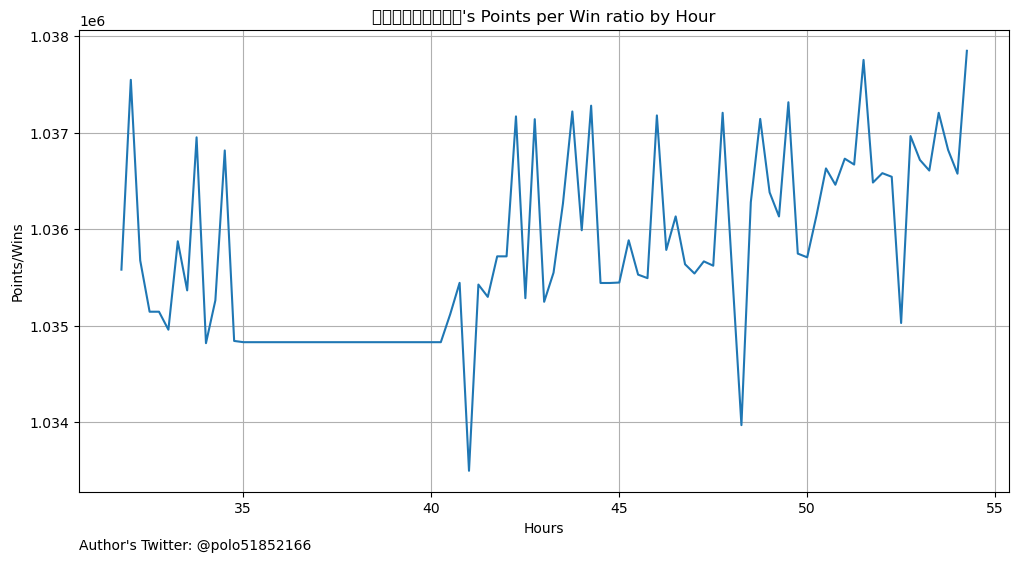 1e6
's Points per Win ratio by Hour
1.038
1.037
1.036
1.035
1.034
Points/Wins
35 40 45 50 55
Hours
Author's Twitter: @polo51852166